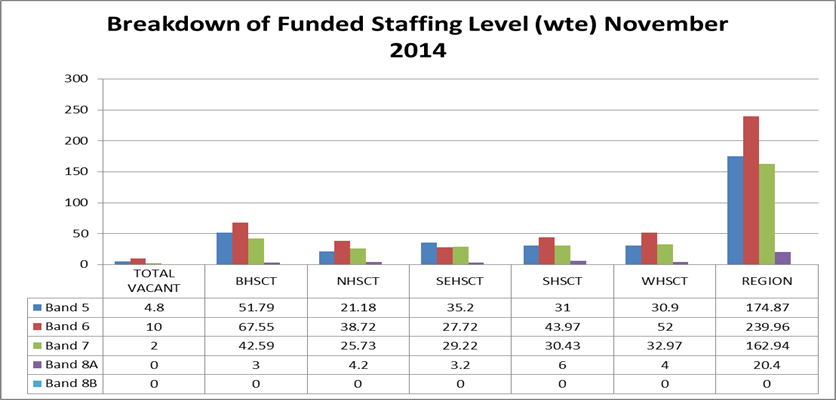 Breakdown of Funded Staffing Level (wte) November
2014
300
250
200
150
100
50
0
TOTAL VACANT BHSCT NHSCT SEHSCT SHSCT WHSCT REGION
Band 5 4.8 51.79 21.18 35.2 31 30.9 174.87
Band 6 10 67.55 38.72 27.72 43.97 52 239.96
Band 7 2 42.59 25.73 29.22 30.43 32.97 162.94
Band 8A 0 3 4.2 3.2 6 4 20.4
Band 8B 0 0 0 0 0 0 0